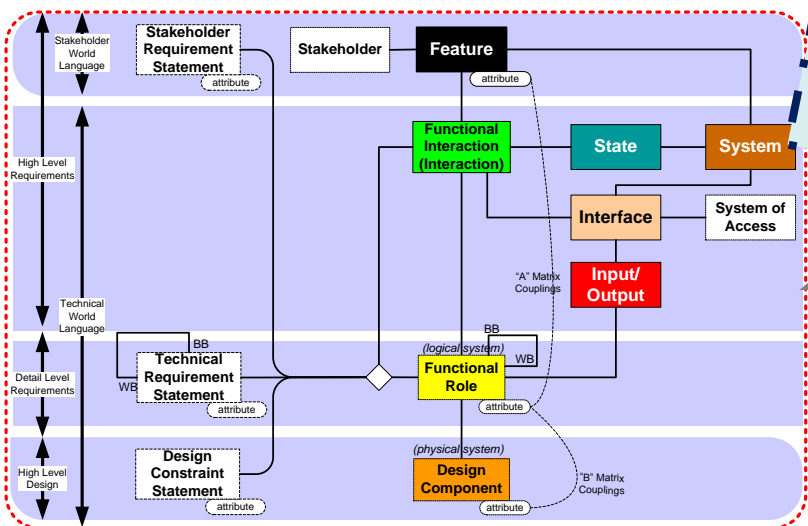 Stakeholder
World
Language
Stakeholder
Requirement
Statement
attribute
Stakeholder
Feature
attribute
High Level
Requirements
Functional
Interaction
(Interaction)
State
System
Interface
System of
Access
Input/
Output
"A" Matrix
Couplings
Technical
World
Language
BB
WB
Technical
Requirement
Statement
attribute
(logical system)
BB
WB
Functional
Role
attribute
Detail Level
Requirements
High Level
Design
Design
Constraint
Statement
attribute
(physical system)
Design
Component
attribute
"B" Matrix
Couplings